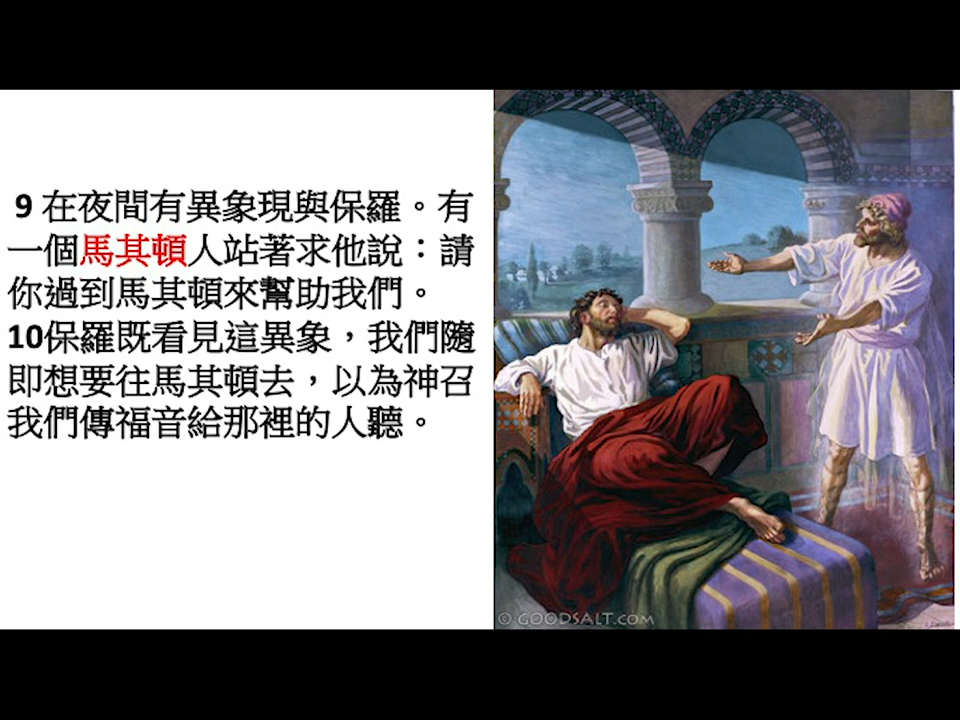 9 在夜間有異象現與保羅。有
一個馬其頓人站著求他說：請
你過到馬其頓來幫助我們。
10保羅既看見這異象，我們隨
即想要往馬其頓去，以為神召
我們傳福音給那裡的人聽。
© GOODSALT.com